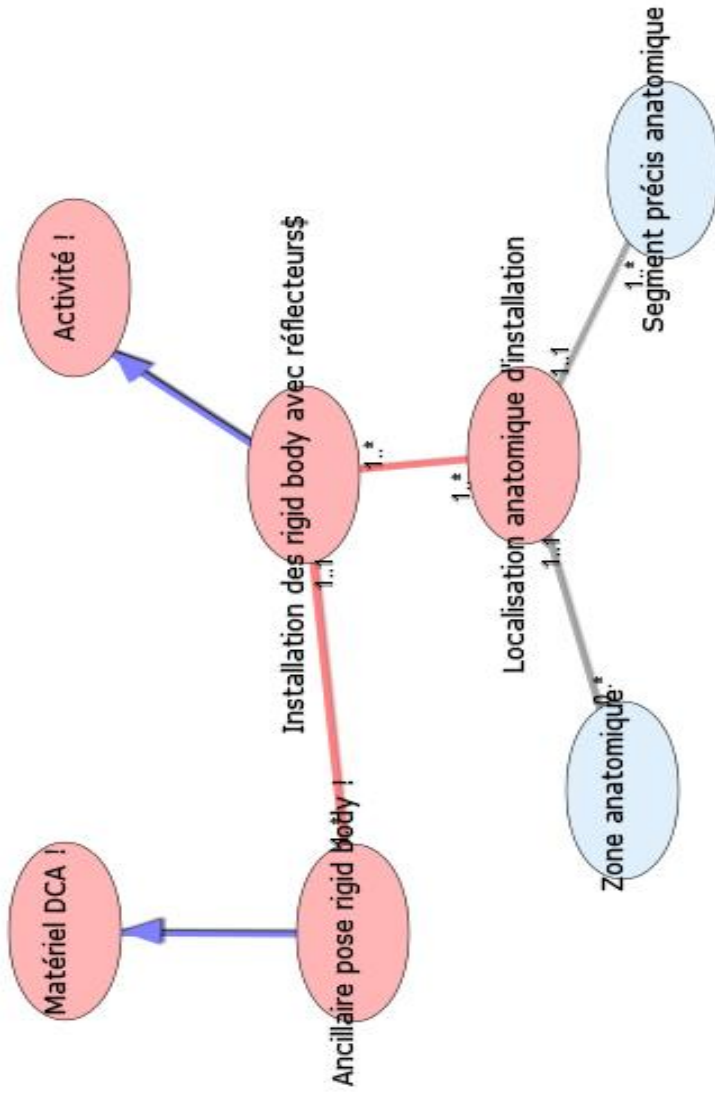 Matériel DCA !
Activité !
Installation des rigid body avec réflecteurs$
1..1
Ancillaire pose rigid body !
1..*
1..*
Localisation anatomique d'installation
1..1
1..1
Zone anatomique
1..*
Segment précis anatomique